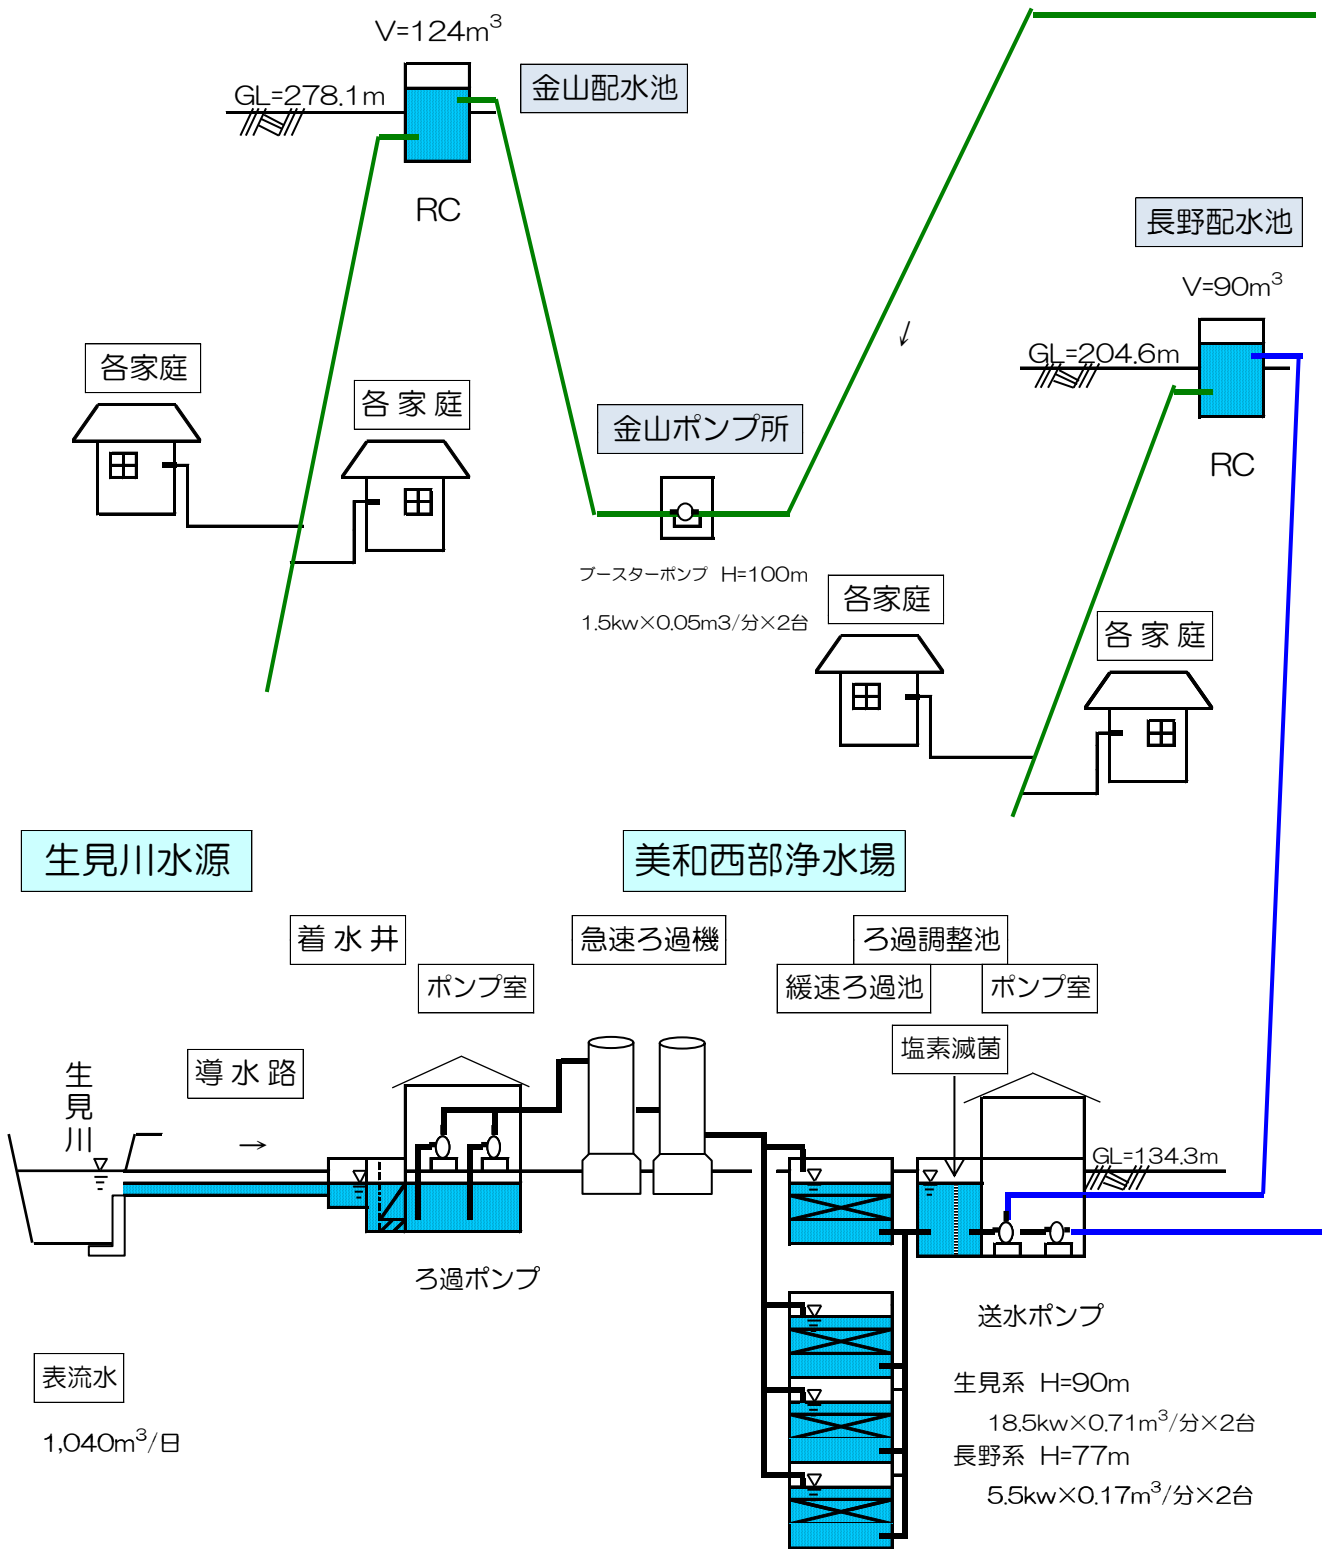 V=124m³
金山配水池
GL=278.1m
RC
長野配水池
V=90m³
GL=204.6m
RC
各家庭
各家庭
金山ポンプ所
ブースターポンプ H=100m
1.5kw×0.05m3/分×2台
各家庭
各家庭
生見川水源
美和西部浄水場
着水井
急速ろ過機
ろ過調整池
ポンプ室
緩速ろ過池
ポンプ室
塩素滅菌
導水路
生見川
→
GL=134.3m
ろ過ポンプ
送水ポンプ
表流水
1,040m³/日
生見系 H=90m
18.5kw×0.71m³/分×2台
長野系 H=77m
5.5kw×0.17m³/分×2台